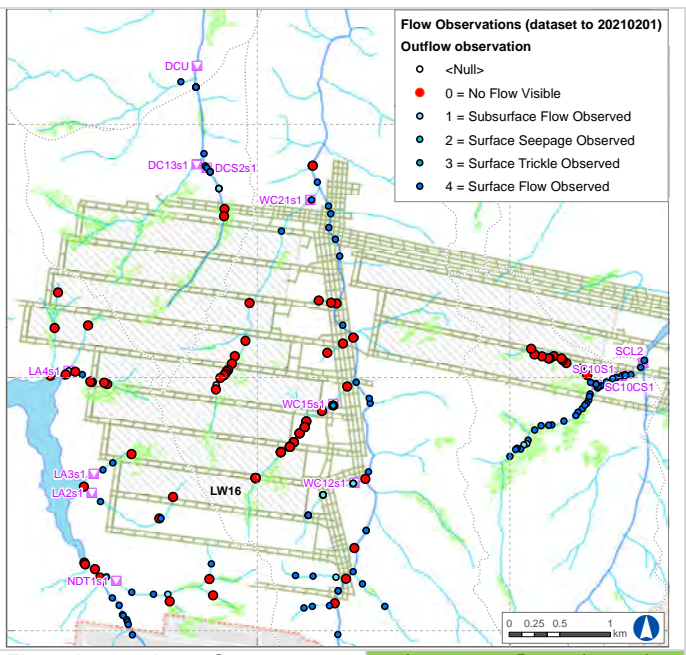 Flow Observations (dataset to 20210201)
Outflow observation
<Null>
0 = No Flow Visible
1 = Subsurface Flow Observed
2 = Surface Seepage Observed
3 = Surface Trickle Observed
4 = Surface Flow Observed
DCU
DC13s1
DCS2s1
WC21s1
SCL2
LA4s1
SC10S1
SC10CS1
WC15s1
LA3s1
WC12s1
LA2s1
LW16
NDT1s1
0 0.25 0.5 1
km